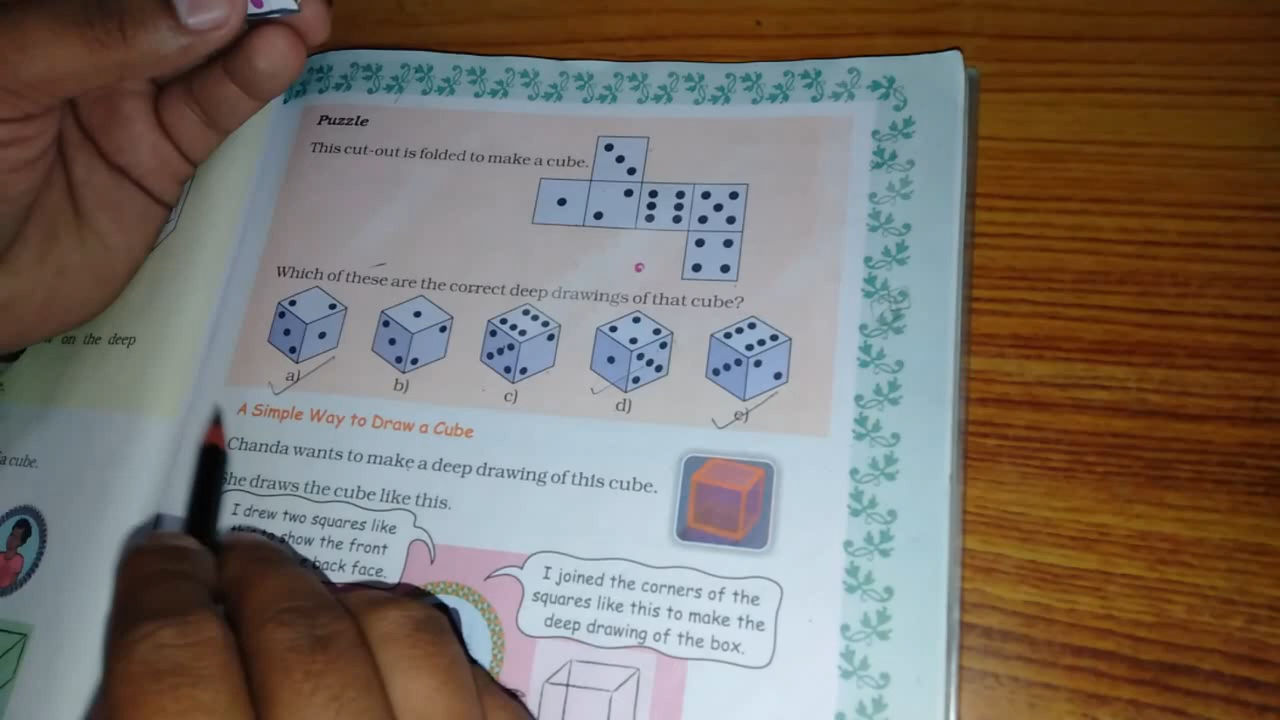 Puzzle
This cut-out is folded to make a cube.
Which of these are the correct deep drawings of that cube?
a) b) c) d) e)
on the deep
A Simple Way to Draw a Cube
a cube.
Chanda wants to make a deep drawing of this cube.
She draws the cube like this.
I drew two squares like
to show the front
back face.
I joined the corners of the
squares like this to make the
deep drawing of the box.